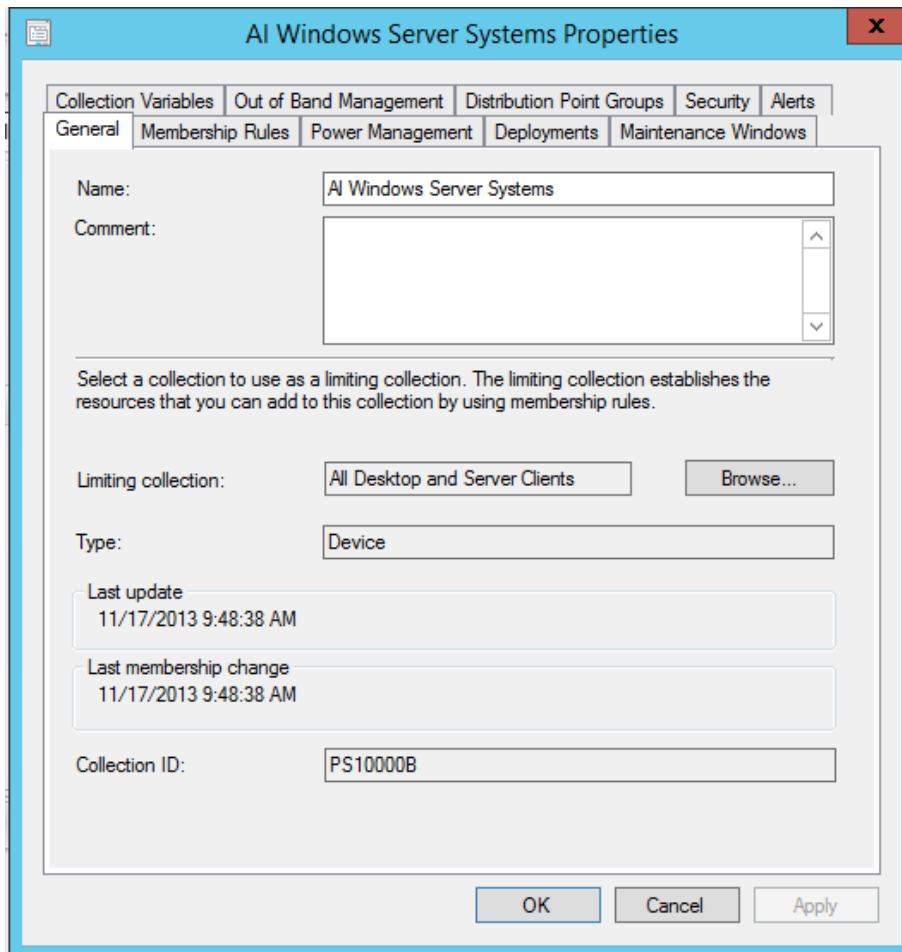 Al Windows Server Systems Properties
x
Collection Variables Out of Band Management Distribution Point Groups Security Alerts
General Membership Rules Power Management Deployments Maintenance Windows
Name: Al Windows Server Systems
Comment:
Select a collection to use as a limiting collection. The limiting collection establishes the
resources that you can add to this collection by using membership rules.
Limiting collection: All Desktop and Server Clients Browse...
Type: Device
Last update
11/17/2013 9:48:38 AM
Last membership change
11/17/2013 9:48:38 AM
Collection ID: PS10000B
OK Cancel Apply